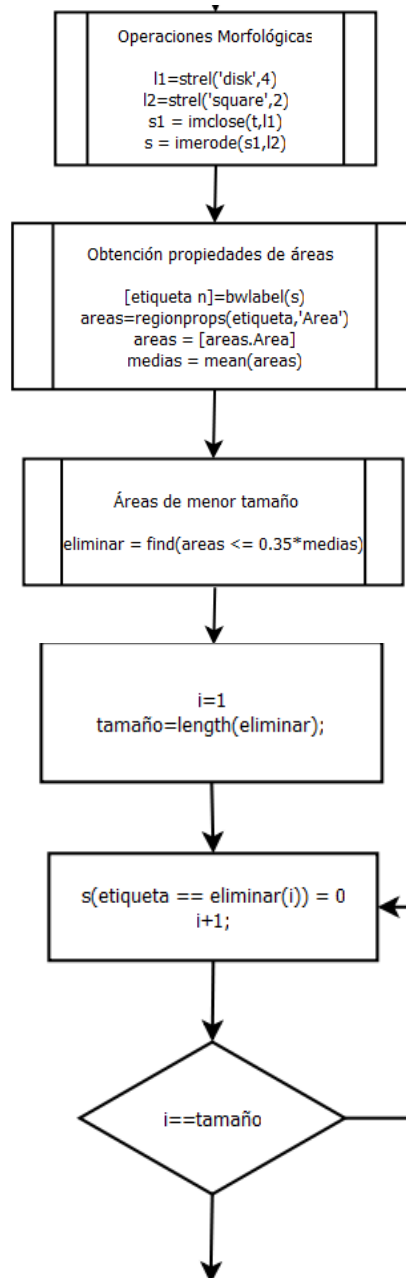 Operaciones Morfológicas
l1=strel('disk',4)
l2=strel('square',2)
s1 = imclose(t,l1)
s = imerode(s1,l2)
Obtención propiedades de áreas
[etiqueta n]=bwlabel(s)
areas=regionprops(etiqueta,'Area')
areas = [areas.Area]
medias = mean(areas)
Áreas de menor tamaño
eliminar = find(areas <= 0.35*medias)
i=1
tamaño=length(eliminar);
s(etiqueta == eliminar(i)) = 0
i+1;
i==tamaño